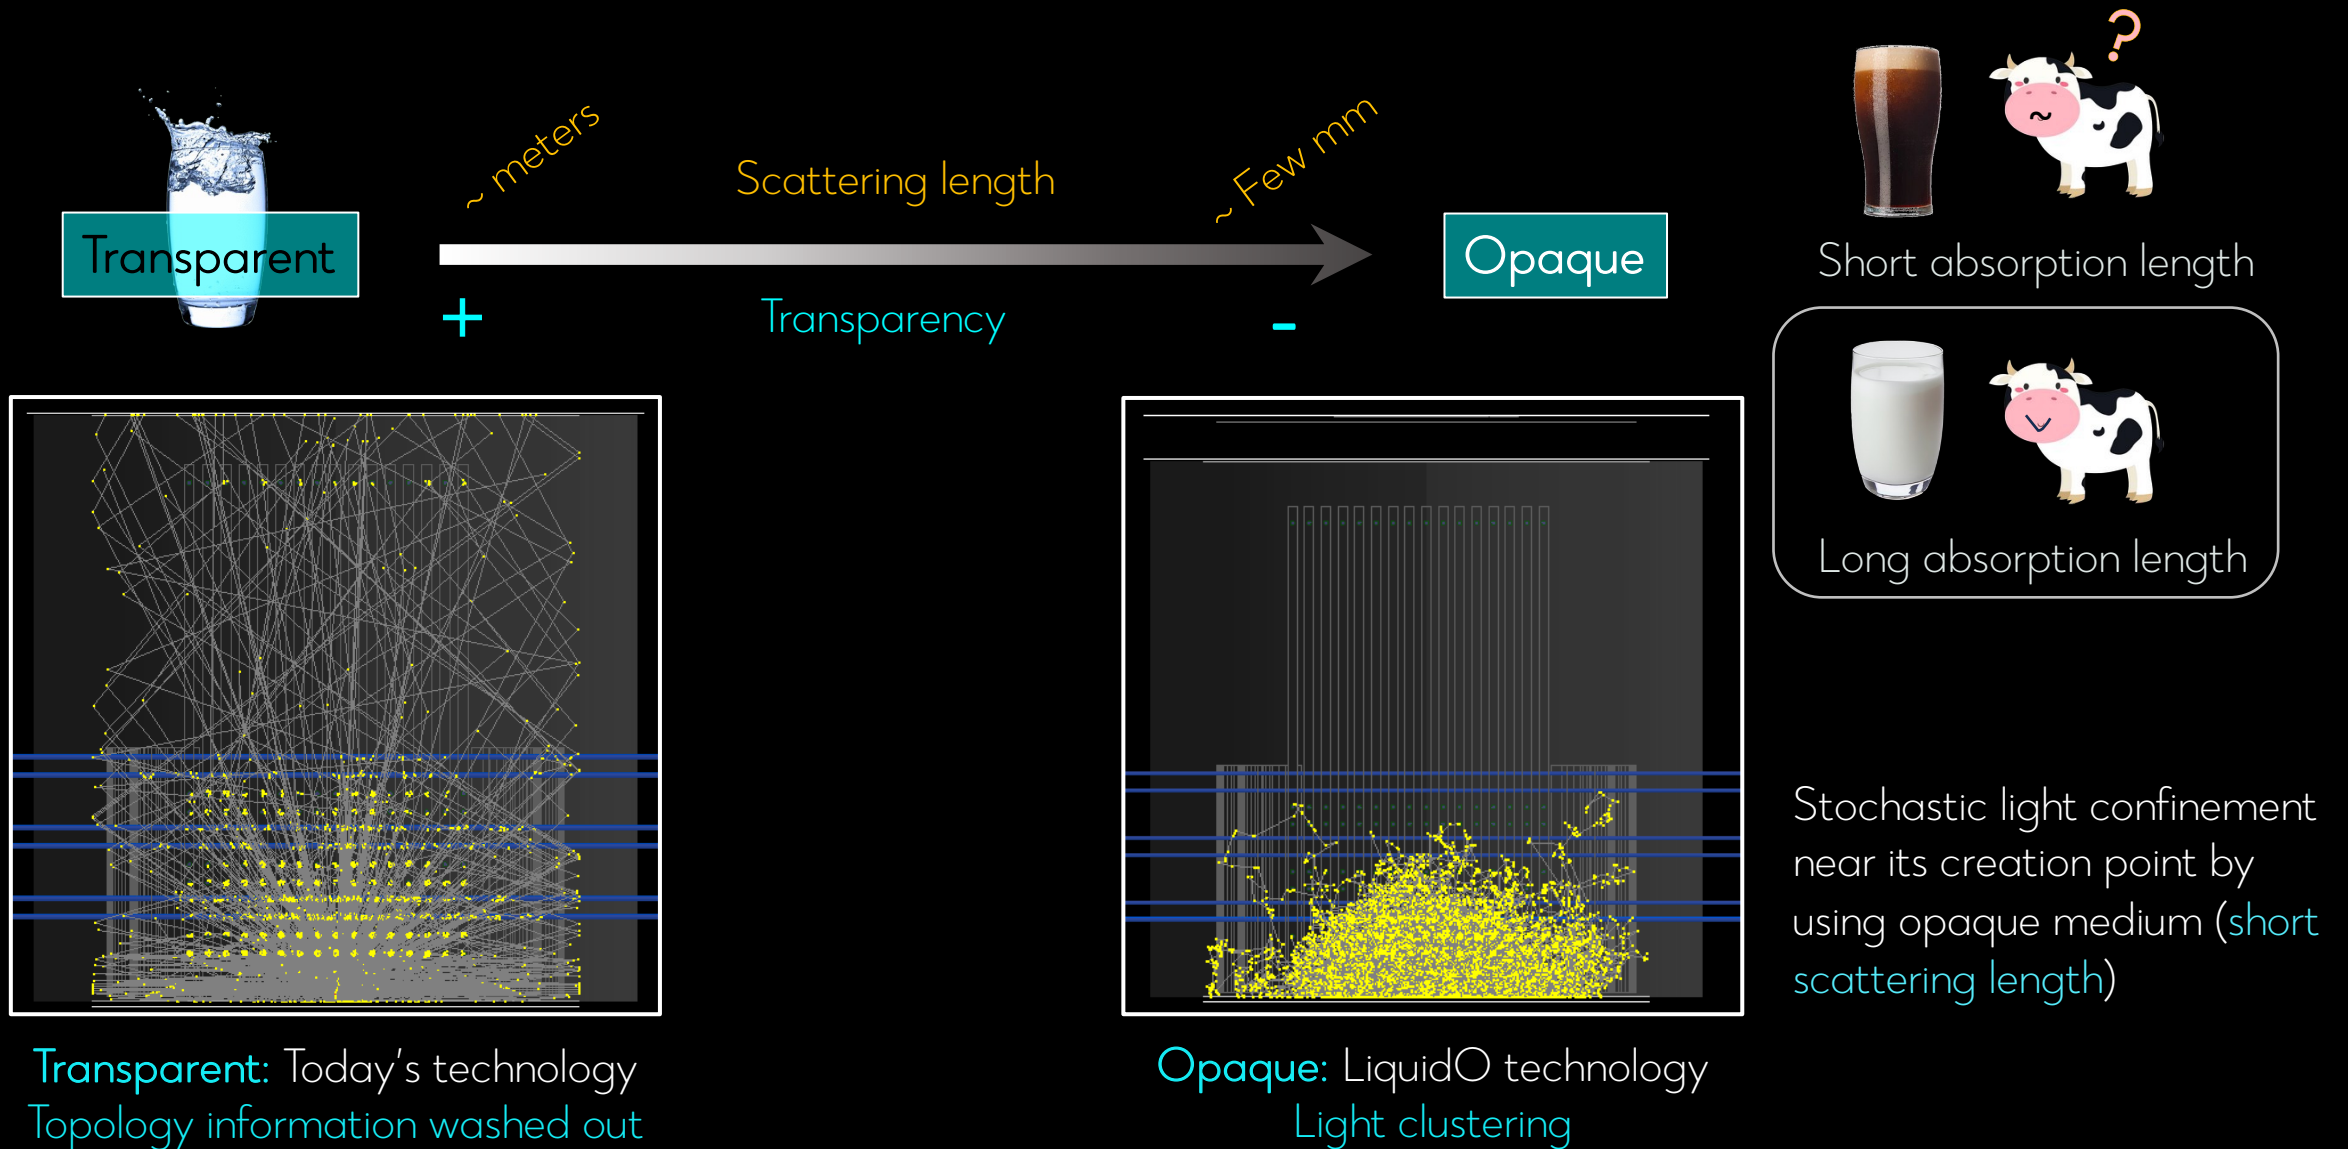 ?
~ meters
Scattering length
~ Few mm
Transparent
Opaque
Short absorption length
+
Transparency
-
Long absorption length
Stochastic light confinement
near its creation point by
using opaque medium (short
scattering length)
Transparent: Today's technology
Topology information washed out
Opaque: LiquidO technology
Light clustering